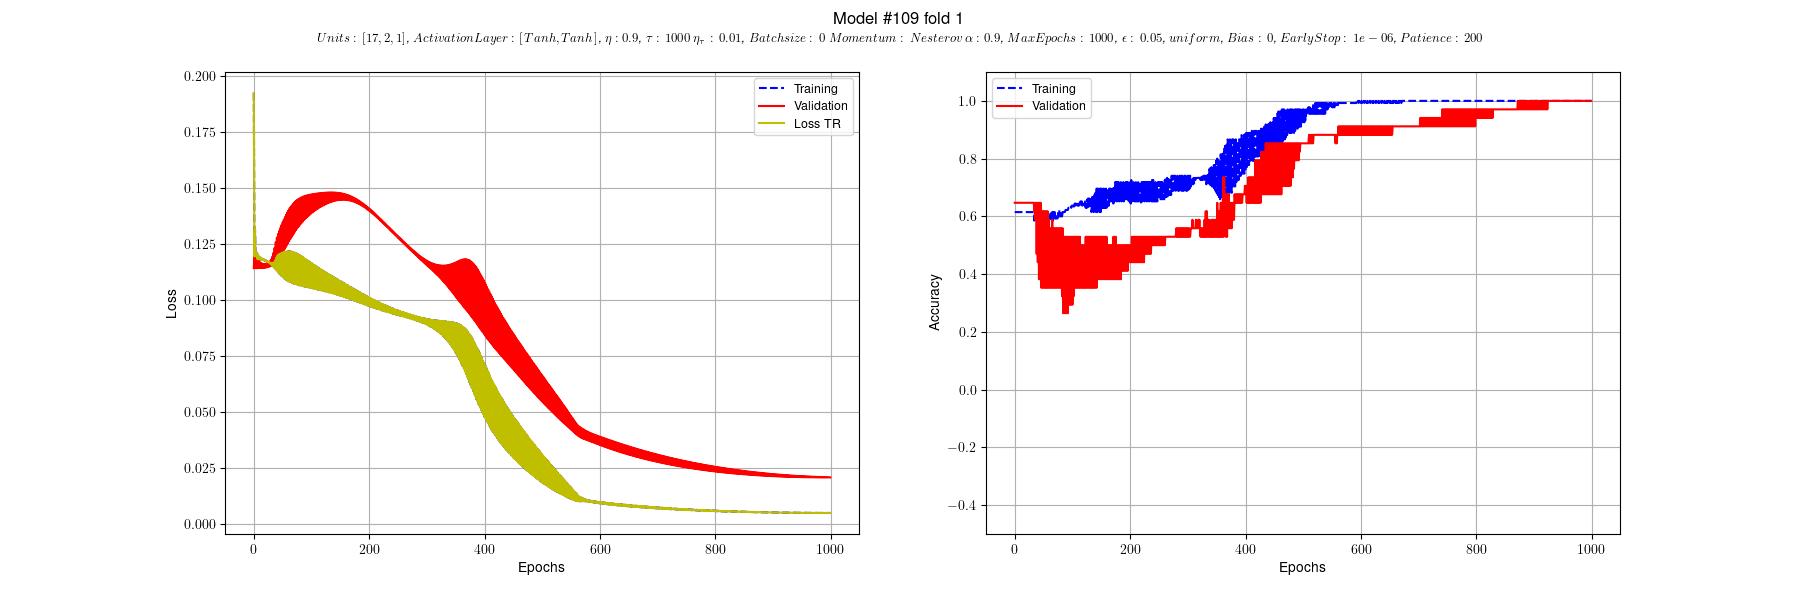 Model #109 fold 1
Units : [17, 2, 1], ActivationLayer : [Tanh, Tanh], η : 0.9, τ : 1000 ητ : 0.01, Batchsize : 0 Momentum : Nesterov α : 0.9, MaxEpochs : 1000, ϵ : 0.05, uniform, Bias : 0, EarlyStop : 1e − 06, Patience : 200
0.200
0.175
0.150
0.125
0.100
0.075
0.050
0.025
0.000
Loss
0 200 400 600 800 1000
Epochs
Training
Validation
Loss TR
1.0
0.8
0.6
0.4
0.2
0.0
−0.2
−0.4
Accuracy
0 200 400 600 800 1000
Epochs
Training
Validation